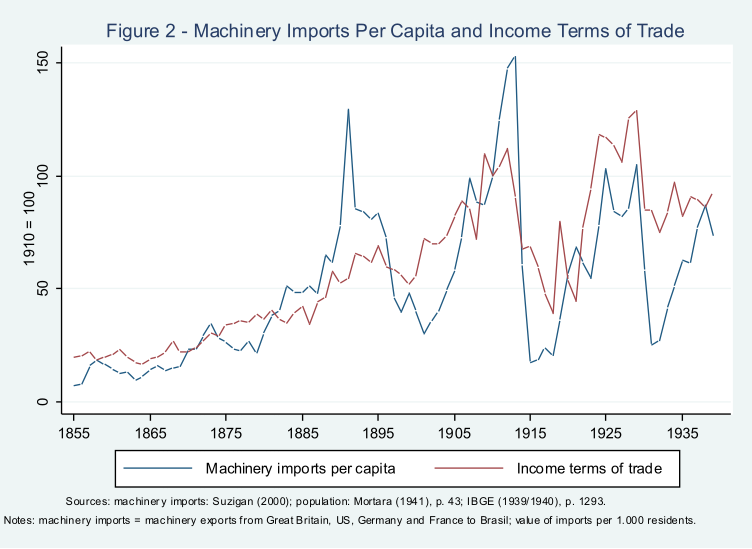 Figure 2 - Machinery Imports Per Capita and Income Terms of Trade
1910 = 100
150
100
50
0
1855 1865 1875 1885 1895 1905 1915 1925 1935
Machinery imports per capita Income terms of trade
Sources: machinery imports: Suzigan (2000); population: Mortara (1941), p. 43; IBGE (1939/1940), p. 1293.
Notes: machinery imports = machinery exports from Great Britain, US, Germany and France to Brasil; value of imports per 1.000 residents.